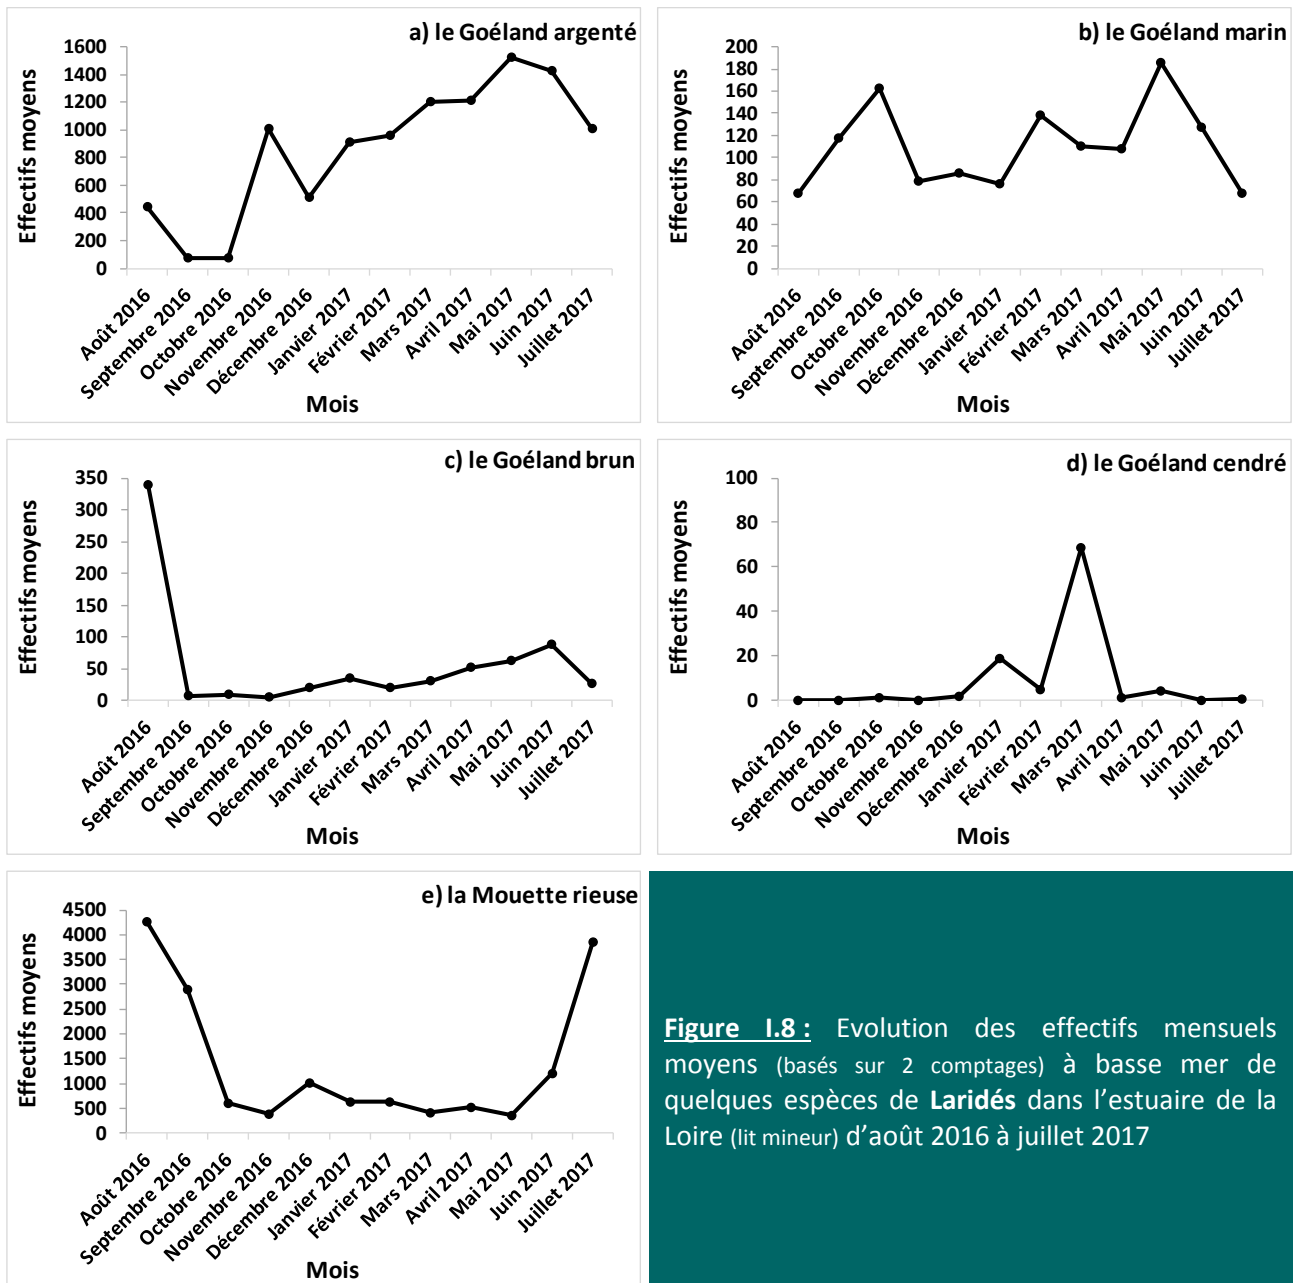 a) le Goéland argenté
Effectifs moyens
1600
1400
1200
1000
800
600
400
200
0
Août 2016
Septembre 2016
Octobre 2016
Novembre 2016
Décembre 2016
Janvier 2017
Février 2017
Mars 2017
Avril 2017
Mai 2017
Juin 2017
Juillet 2017
Mois
b) le Goéland marin
Effectifs moyens
200
180
160
140
120
100
80
60
40
20
0
Août 2016
Septembre 2016
Octobre 2016
Novembre 2016
Décembre 2016
Janvier 2017
Février 2017
Mars 2017
Avril 2017
Mai 2017
Juin 2017
Juillet 2017
Mois
c) le Goéland brun
Effectifs moyens
350
300
250
200
150
100
50
0
Août 2016
Septembre 2016
Octobre 2016
Novembre 2016
Décembre 2016
Janvier 2017
Février 2017
Mars 2017
Avril 2017
Mai 2017
Juin 2017
Juillet 2017
Mois
d) le Goéland cendré
Effectifs moyens
100
80
60
40
20
0
Août 2016
Septembre 2016
Octobre 2016
Novembre 2016
Décembre 2016
Janvier 2017
Février 2017
Mars 2017
Avril 2017
Mai 2017
Juin 2017
Juillet 2017
Mois
e) la Mouette rieuse
Effectifs moyens
4500
4000
3500
3000
2500
2000
1500
1000
500
0
Août 2016
Septembre 2016
Octobre 2016
Novembre 2016
Décembre 2016
Janvier 2017
Février 2017
Mars 2017
Avril 2017
Mai 2017
Juin 2017
Juillet 2017
Mois
Figure I.8 : Evolution des effectifs mensuels
moyens (basés sur 2 comptages) à basse mer de
quelques espèces de Laridés dans l'estuaire de la
Loire (lit mineur) d'août 2016 à juillet 2017